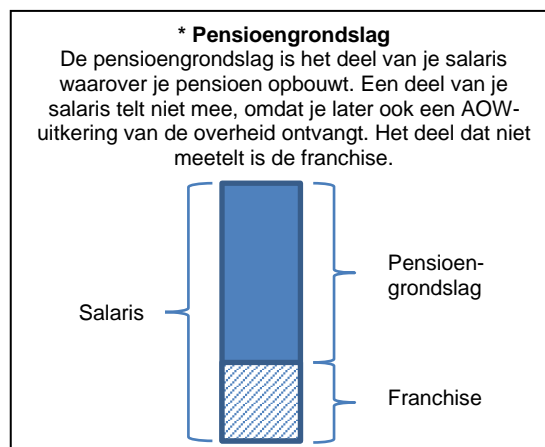 * Pensioengrondslag
De pensioengrondslag is het deel van je salaris
waarover je pensioen opbouwt. Een deel van je
salaris telt niet mee, omdat je later ook een AOW-
uitkering van de overheid ontvangt. Het deel dat niet
meetelt is de franchise.
Pensioen-
grondslag
Salaris
Franchise